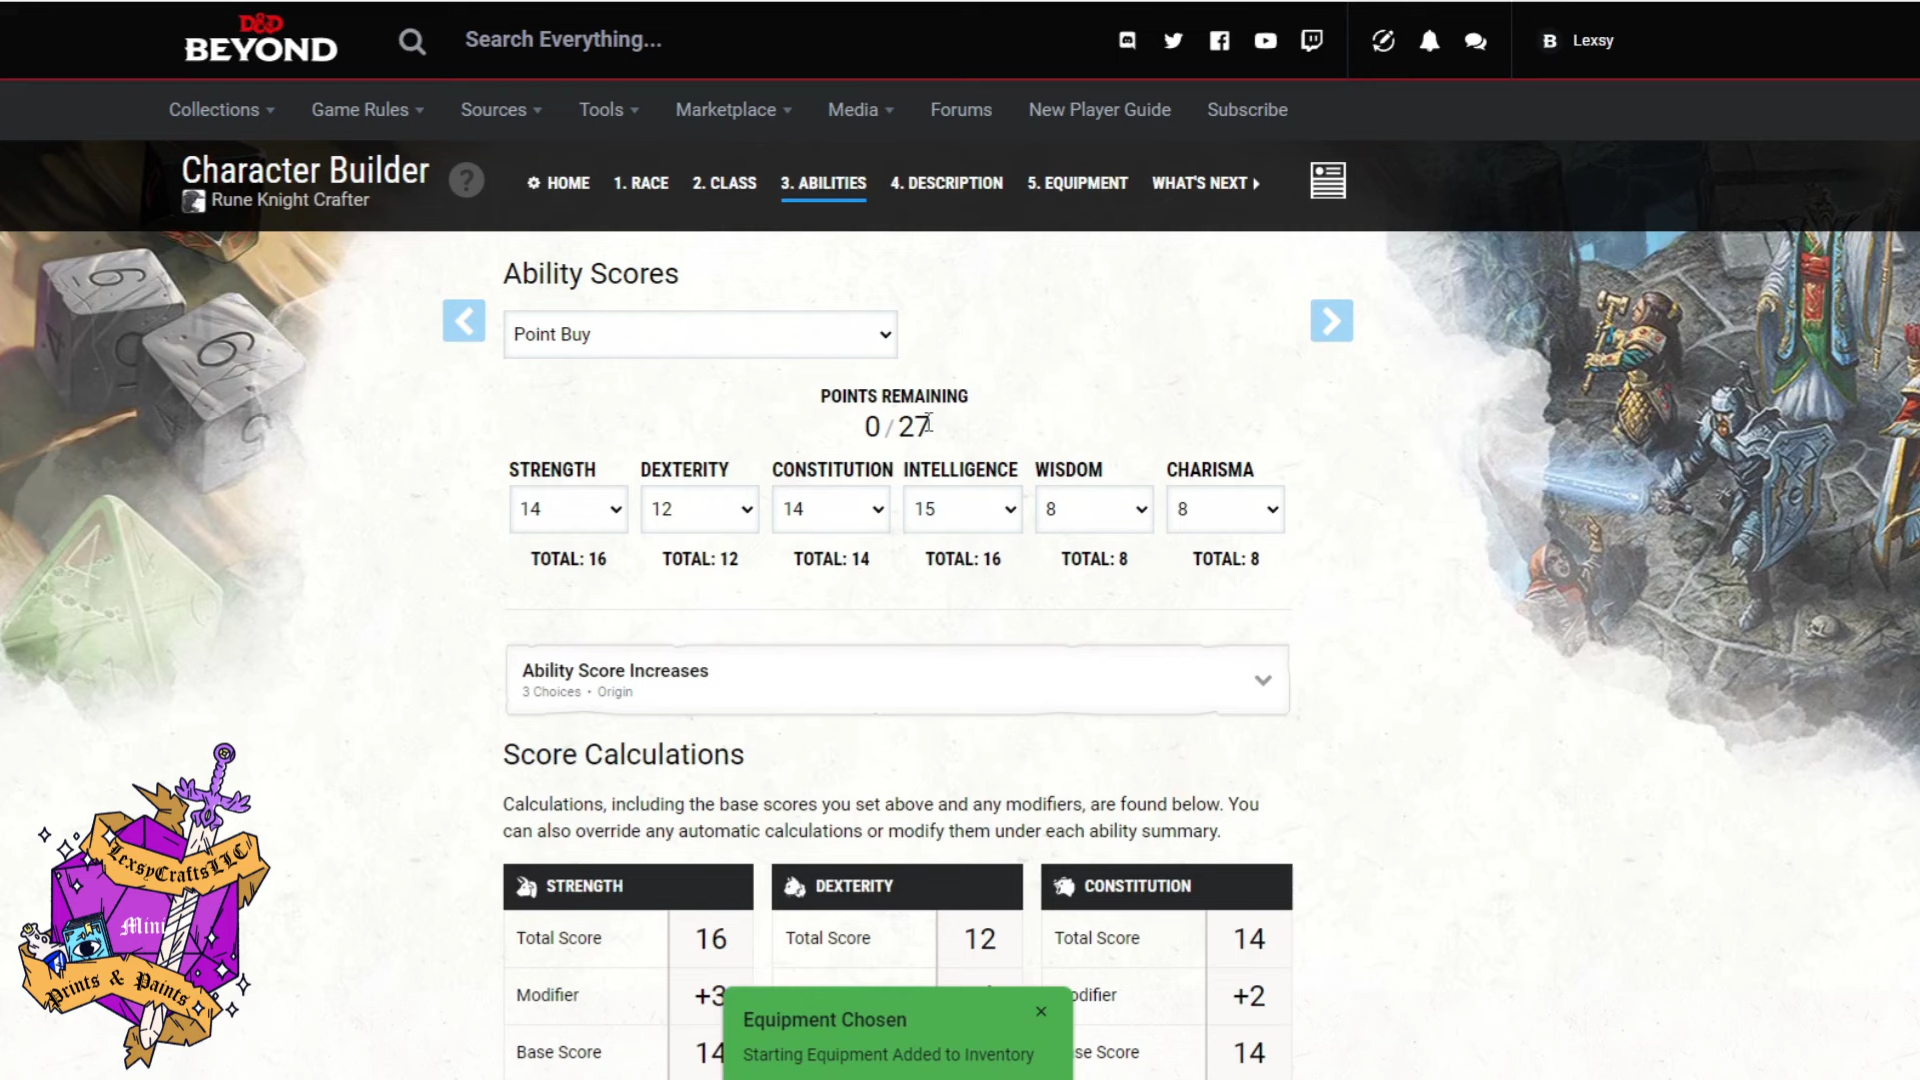 D&D
BEYOND
Search Everything...
B Lexsy
Collections
Game Rules
Sources
Tools
Marketplace
Media
Forums
New Player Guide
Subscribe
Character Builder
?
Rune Knight Crafter
HOME
1. RACE
2. CLASS
3. ABILITIES
4. DESCRIPTION
5. EQUIPMENT
WHAT'S NEXT
Ability Scores
Point Buy
POINTS REMAINING
0 / 27
STRENGTH DEXTERITY CONSTITUTION INTELLIGENCE WISDOM CHARISMA
14 12 14 15 8 8
TOTAL: 16 TOTAL: 12 TOTAL: 14 TOTAL: 16 TOTAL: 8 TOTAL: 8
Ability Score Increases
3 Choices • Origin
Score Calculations
Calculations, including the base scores you set above and any modifiers, are found below. You
can also override any automatic calculations or modify them under each ability summary.
STRENGTH DEXTERITY CONSTITUTION
Total Score 16 Total Score 12 Total Score 14
Modifier +3 odifier +2
Base Score 14 se Score 14
Equipment Chosen
Starting Equipment Added to Inventory
LexsyCraftsLLC
Mini
Prints & Paints